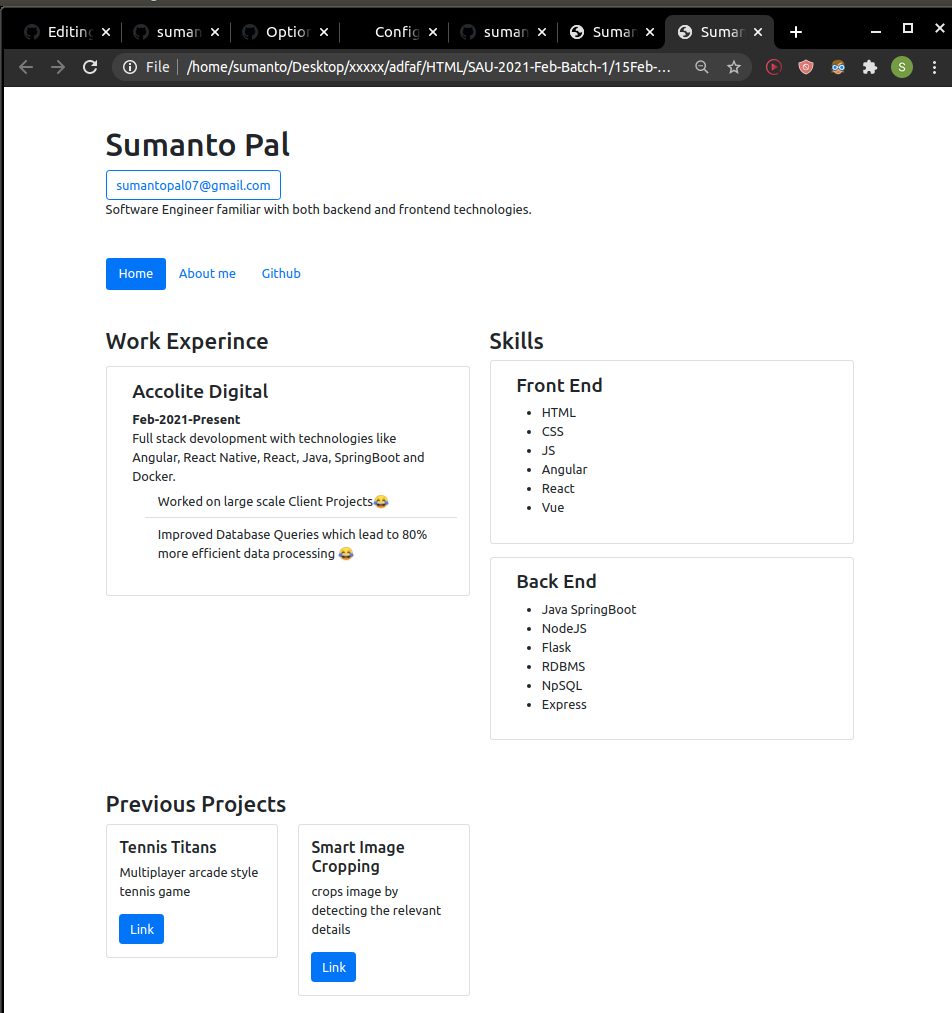 Editing
suman
Option
Config
suman
Suman
Suman
File
/home/sumanto/Desktop/xxxxx/adfaf/HTML/SAU-2021-Feb-Batch-1/15Feb-...
S
Sumanto Pal
sumantopal07@gmail.com
Software Engineer familiar with both backend and frontend technologies.
Home
About me
Github
Work Experince
Accolite Digital
Feb-2021-Present
Full stack devolopment with technologies like
Angular, React Native, React, Java, SpringBoot and
Docker.
Worked on large scale Client Projects😂
Improved Database Queries which lead to 80%
more efficient data processing 😂
Skills
Front End
HTML
CSS
JS
Angular
React
Vue
Back End
Java SpringBoot
NodeJS
Flask
RDBMS
NpSQL
Express
Previous Projects
Tennis Titans
Multiplayer arcade style
tennis game
Link
Smart Image
Cropping
crops image by
detecting the relevant
details
Link